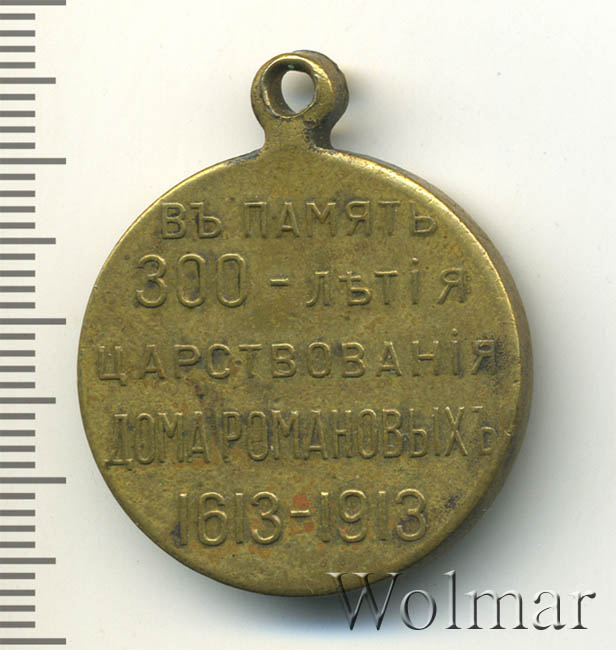 ВЪ ПАМЯТЬ
300-ЛѢТІЯ
ЦАРСТВОВАНІЯ
ДОМА РОМАНОВЫХЪ
1613-1913
Wolmar